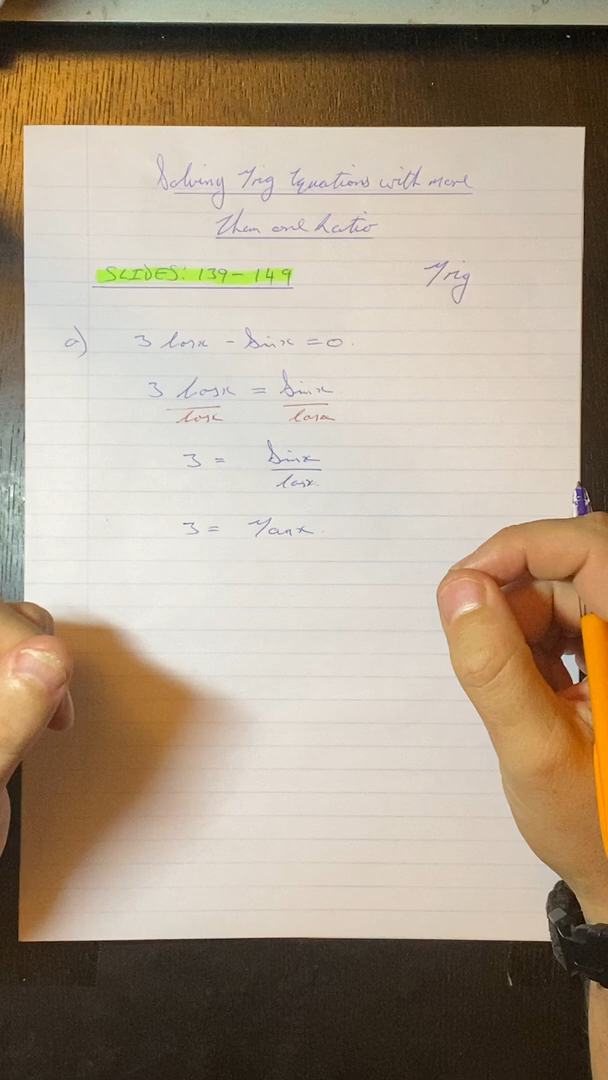 Solving Trig Equations with more
Than one Ratio
SLIDES: 139-149
Trig
a) 3 Cosx - Sinx = 0.
3 Cosx = Sinx
Cosx Cosx
3 = Sinx
Cosx
3 = Tanx